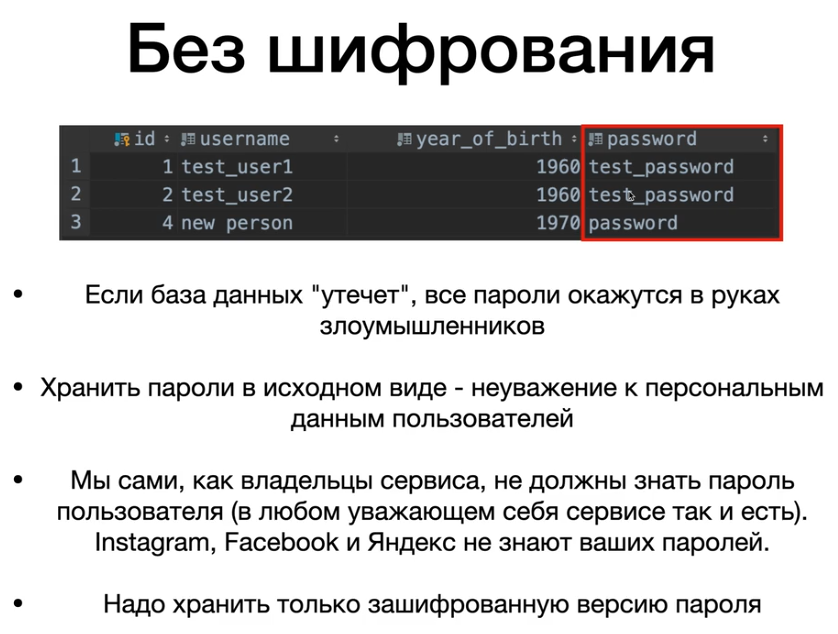 Без шифрования
id username year_of_birth password
1 1 test_user1 1960 test_password
2 2 test_user2 1960 test_password
3 4 new person 1970 password
• Если база данных "утечет", все пароли окажутся в руках
злоумышленников
• Хранить пароли в исходном виде - неуважение к персональным
данным пользователей
• Мы сами, как владельцы сервиса, не должны знать пароль
пользователя (в любом уважающем себя сервисе так и есть).
Instagram, Facebook и Яндекс не знают ваших паролей.
• Надо хранить только зашифрованную версию пароля